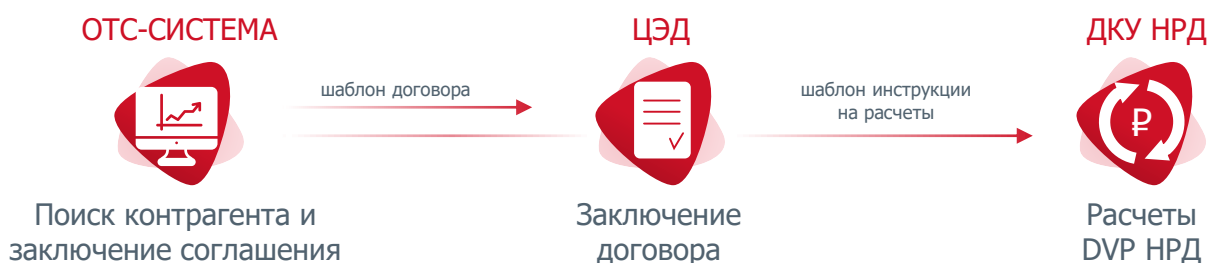 ОТС-СИСТЕМА
ЦЭД
ДКУ НРД
шаблон договора
шаблон инструкции
на расчеты
₽
Поиск контрагента и
заключение соглашения
Заключение
договора
Расчеты
DVP НРД